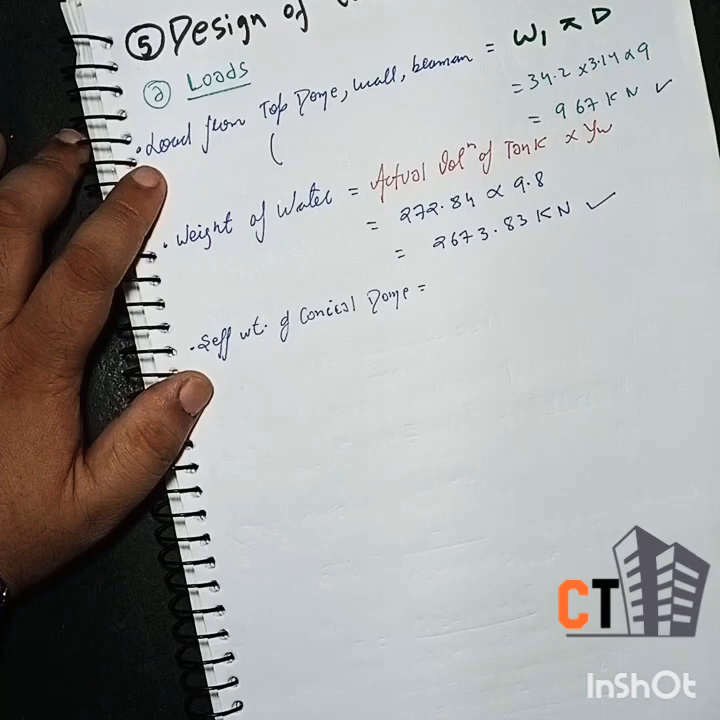 ⑤ Design of
ⓐ Loads
• Load from Top Dome, wall, beam = W₁ π D
= 34.2 × 3.14 × 9
= 967 KN ✓
(
• Weight of Water = Actual Volⁿ of Tank × γw
= 272.84 × 9.8
= 2673.83 KN ✓
• Self wt. of Conical Dome =
CT
InShOt